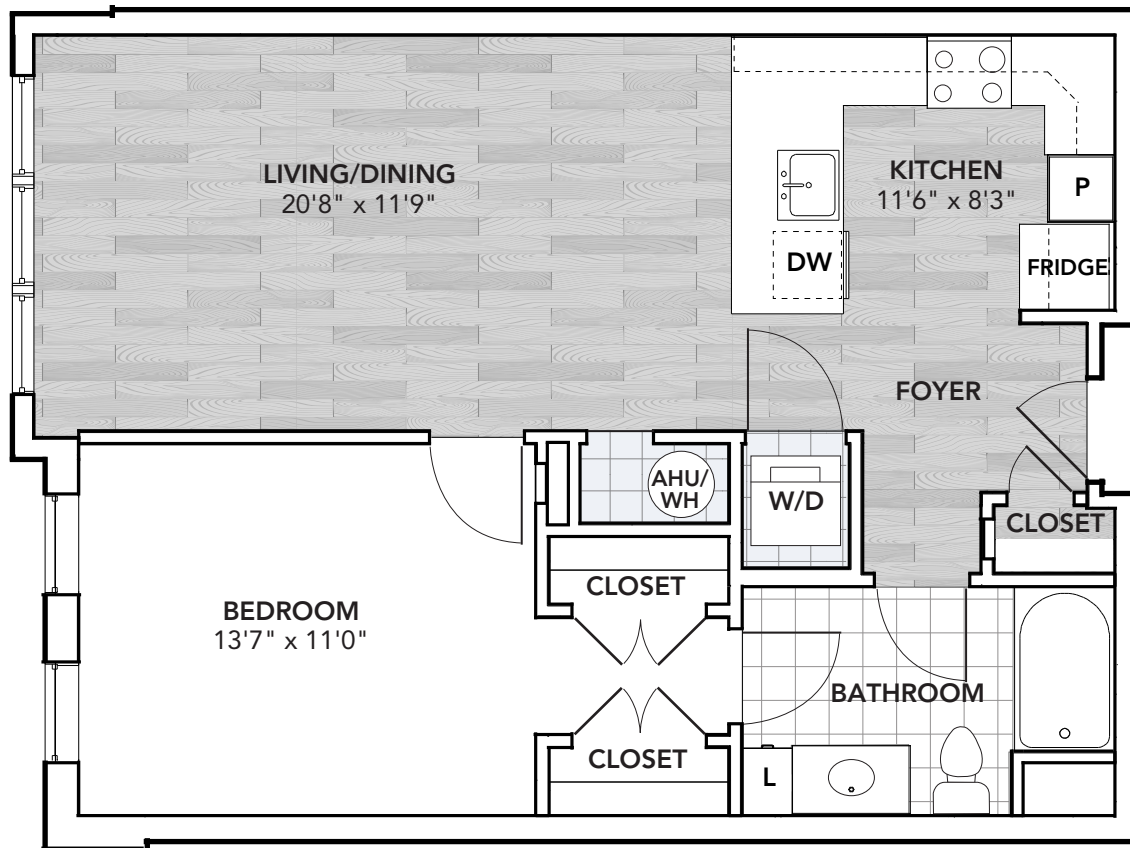 LIVING/DINING
20'8" x 11'9"
KITCHEN
11'6" x 8'3"
P
DW
FRIDGE
FOYER
AHU/
WH
W/D
CLOSET
CLOSET
BEDROOM
13'7" x 11'0"
BATHROOM
CLOSET
L